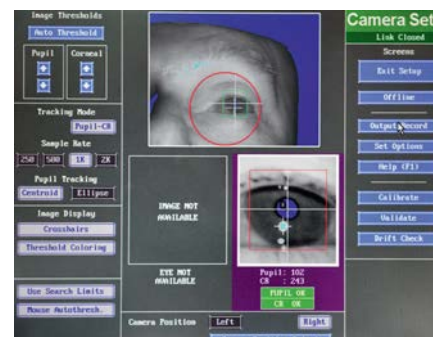 Image Thresholds
Auto Threshold
Pupil Corneal
Tracking Mode
Pupil-CR
Sample Rate
250 500 1K 2K
Pupil Tracking
Centroid Ellipse
Image Display
Crosshairs
Threshold Coloring
Use Search Limits
Mouse Autothresh.
IMAGE NOT
AVAILABLE
EYE NOT
AVAILABLE
Pupil: 102
CR : 243
PUPIL OK
CR OK
Camera Position Left Right
Camera Set
Link Closed
Screens
Exit Setup
Offline
Output/Record
Set Options
Help (F1)
Calibrate
Validate
Drift Check